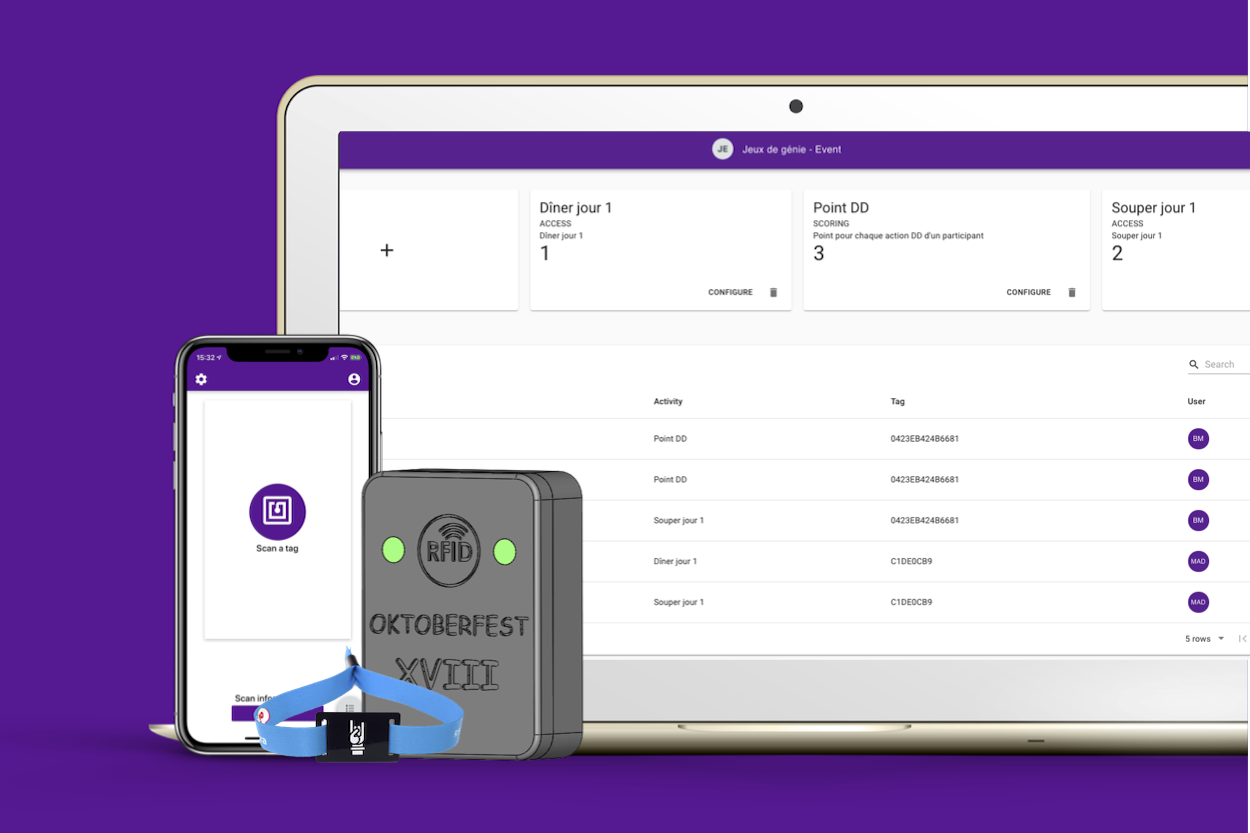 JE Jeux de génie - Event
+
Dîner jour 1
ACCESS
Dîner jour 1
1
CONFIGURE
Point DD
SCORING
Point pour chaque action DD d'un participant
3
CONFIGURE
Souper jour 1
ACCESS
Souper jour 1
2
Search
Activity Tag User
Point DD 0423EB424B6681 BM
Point DD 0423EB424B6681 BM
Souper jour 1 0423EB424B6681 BM
Dîner jour 1 C1DE0CB9 MAD
Souper jour 1 C1DE0CB9 MAD
5 rows
15:32
Scan a tag
Scan
RFID
OKTOBERFEST
XVIII